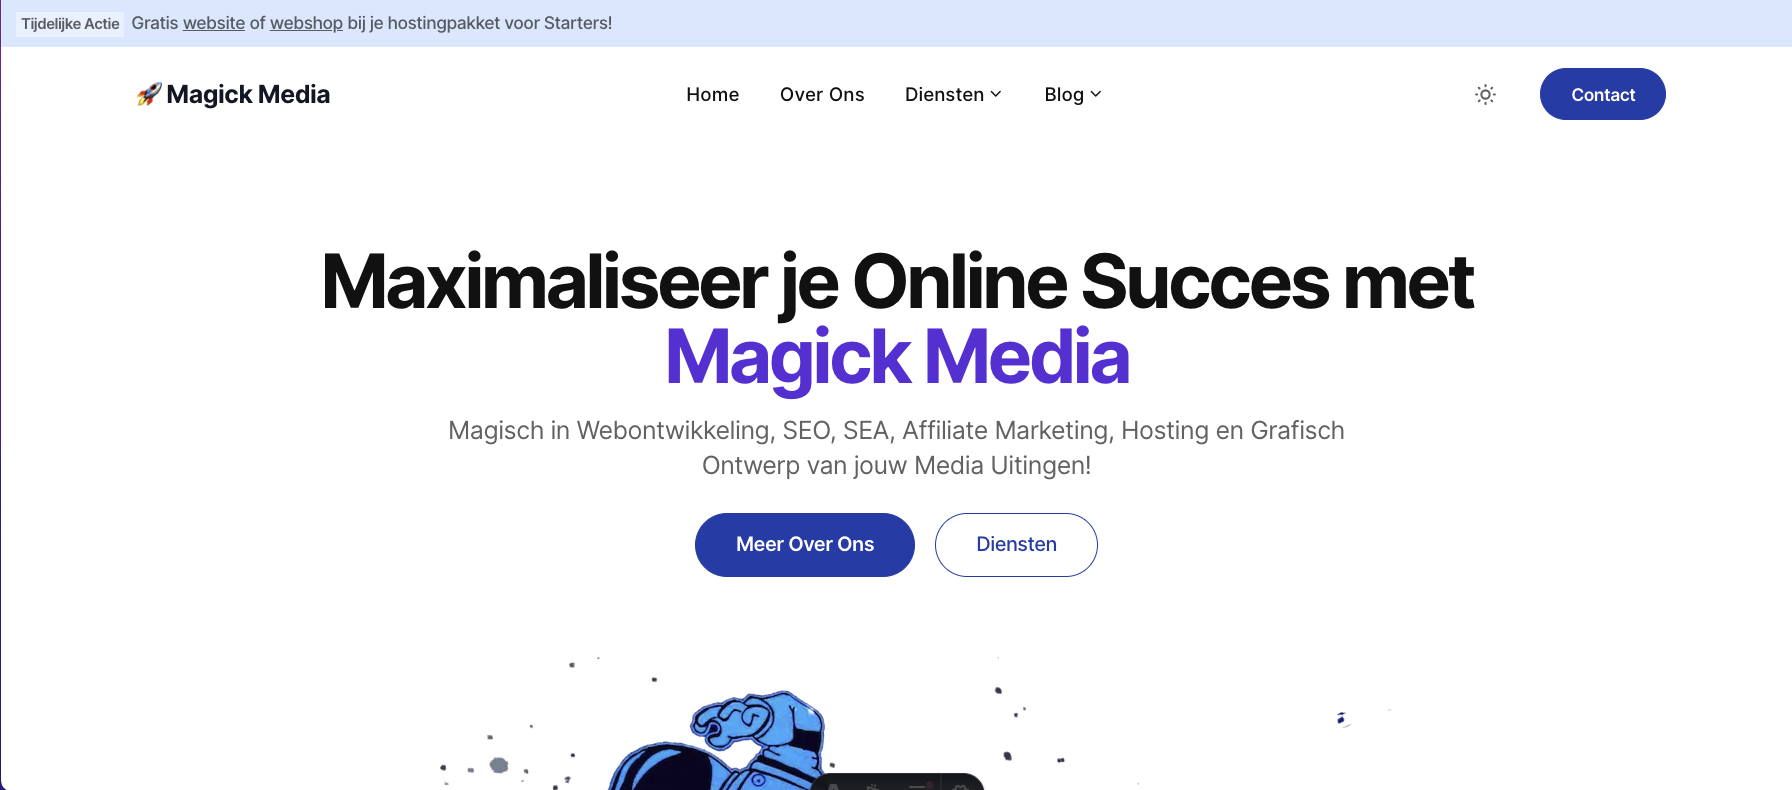 Tijdelijke Actie Gratis website of webshop bij je hostingpakket voor Starters!
🚀 Magick Media Home Over Ons Diensten Blog Contact
Maximaliseer je Online Succes met
Magick Media
Magisch in Webontwikkeling, SEO, SEA, Affiliate Marketing, Hosting en Grafisch
Ontwerp van jouw Media Uitingen!
Meer Over Ons Diensten